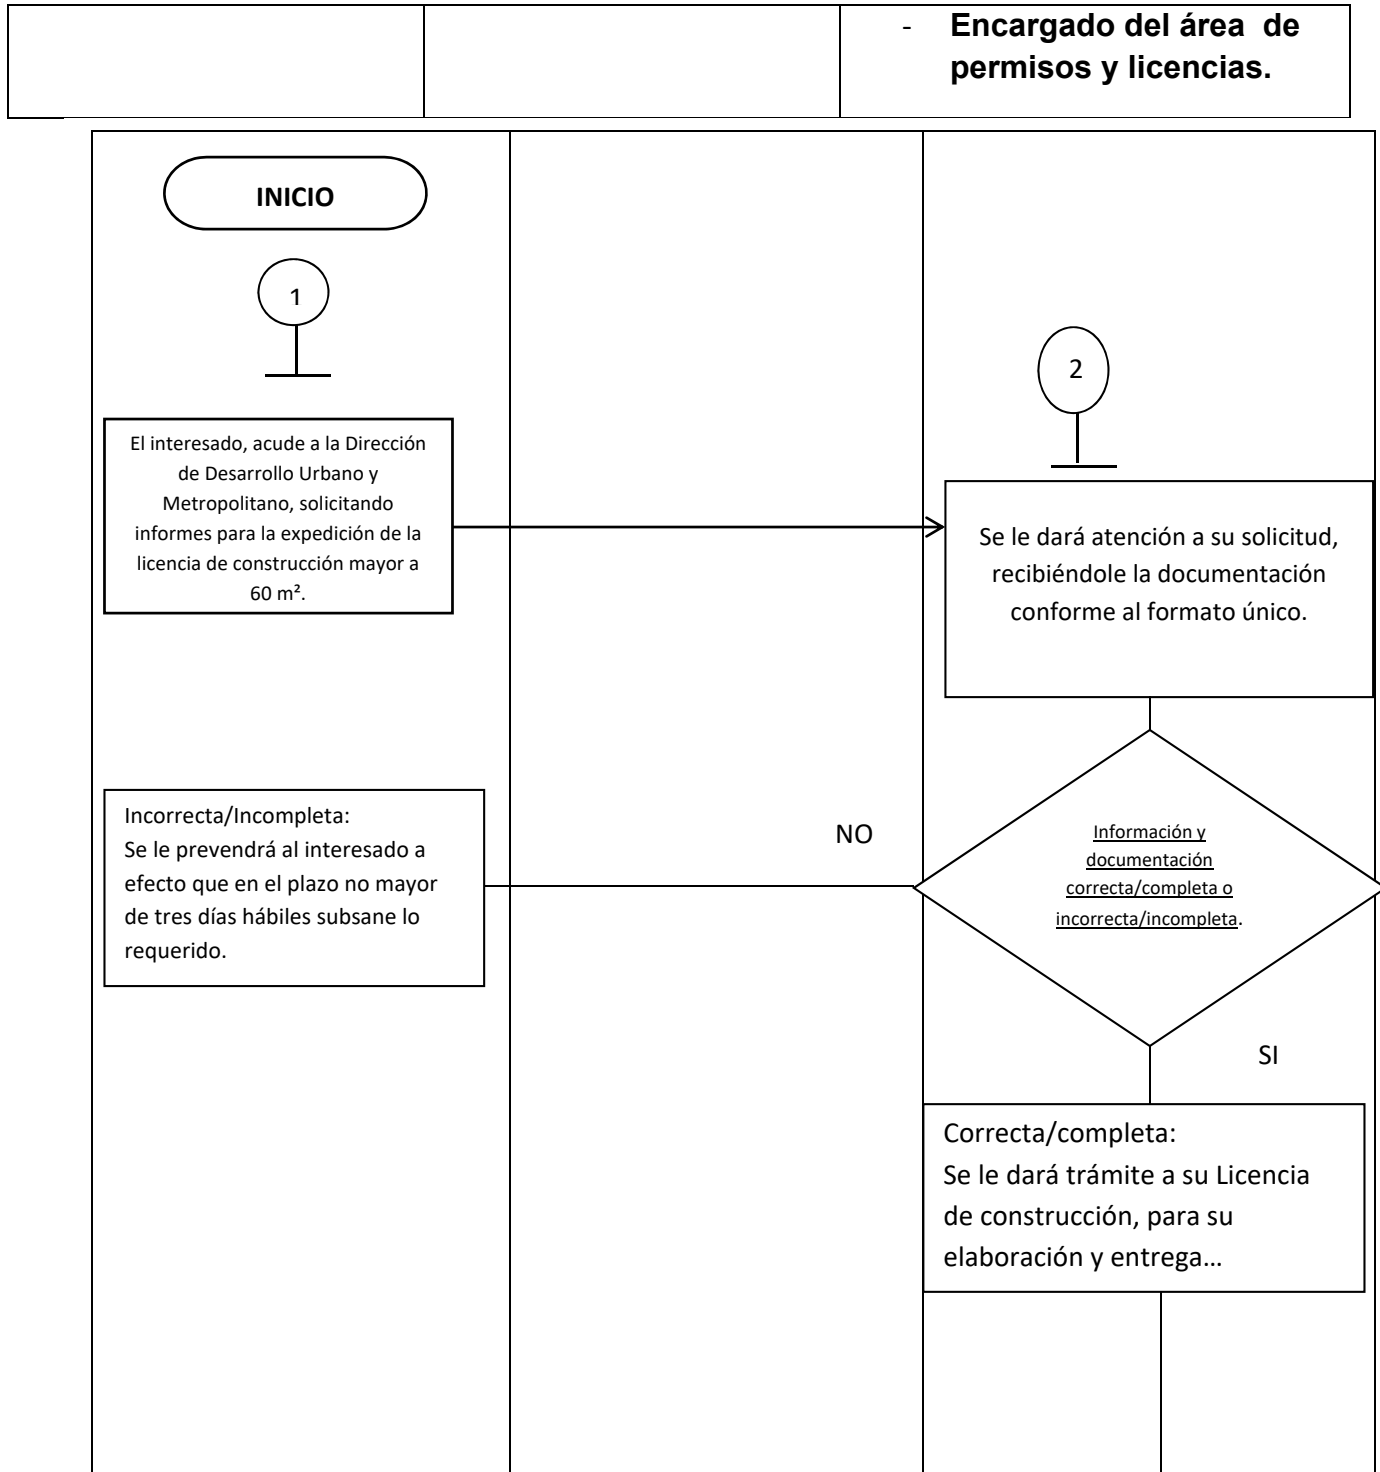 - Encargado del área de
permisos y licencias.
INICIO
1
2
El interesado, acude a la Dirección
de Desarrollo Urbano y
Metropolitano, solicitando
informes para la expedición de la
licencia de construcción mayor a
60 m².
Se le dará atención a su solicitud,
recibiéndole la documentación
conforme al formato único.
Incorrecta/Incompleta:
Se le prevendrá al interesado a
efecto que en el plazo no mayor
de tres días hábiles subsane lo
requerido.
NO
Información y
documentación
correcta/completa o
incorrecta/incompleta.
SI
Correcta/completa:
Se le dará trámite a su Licencia
de construcción, para su
elaboración y entrega…